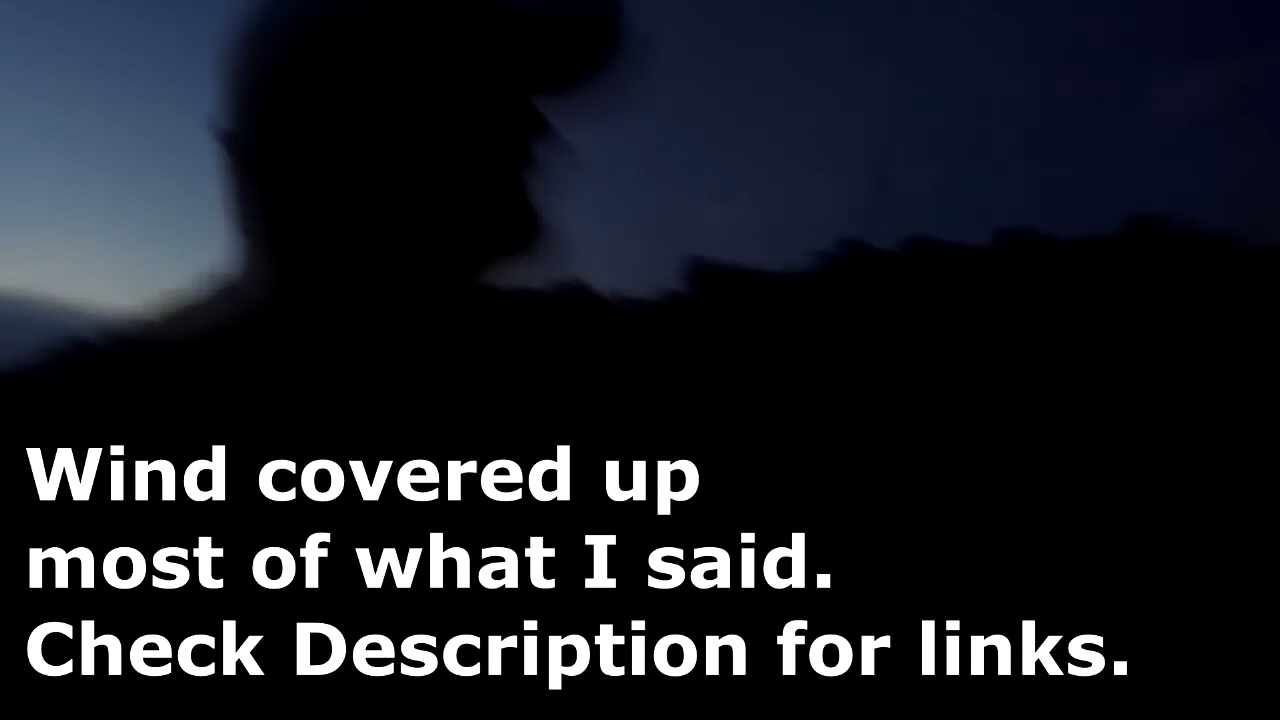 Wind covered up
most of what I said.
Check Description for links.